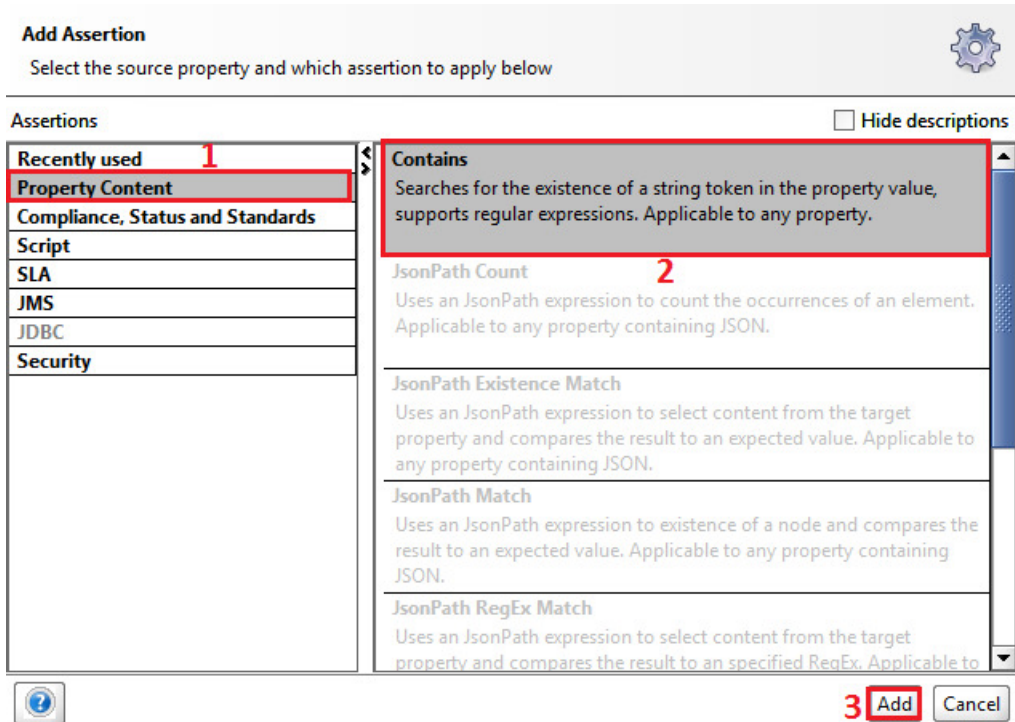 Add Assertion
Select the source property and which assertion to apply below
Assertions
Hide descriptions
Recently used
1
Property Content
Compliance, Status and Standards
Script
SLA
JMS
JDBC
Security
Contains
Searches for the existence of a string token in the property value,
supports regular expressions. Applicable to any property.
2
JsonPath Count
Uses an JsonPath expression to count the occurrences of an element.
Applicable to any property containing JSON.
JsonPath Existence Match
Uses an JsonPath expression to select content from the target
property and compares the result to an expected value. Applicable to
any property containing JSON.
JsonPath Match
Uses an JsonPath expression to existence of a node and compares the
result to an expected value. Applicable to any property containing
JSON.
JsonPath RegEx Match
Uses an JsonPath expression to select content from the target
property and compares the result to an specified RegEx. Applicable to
?
3
Add
Cancel